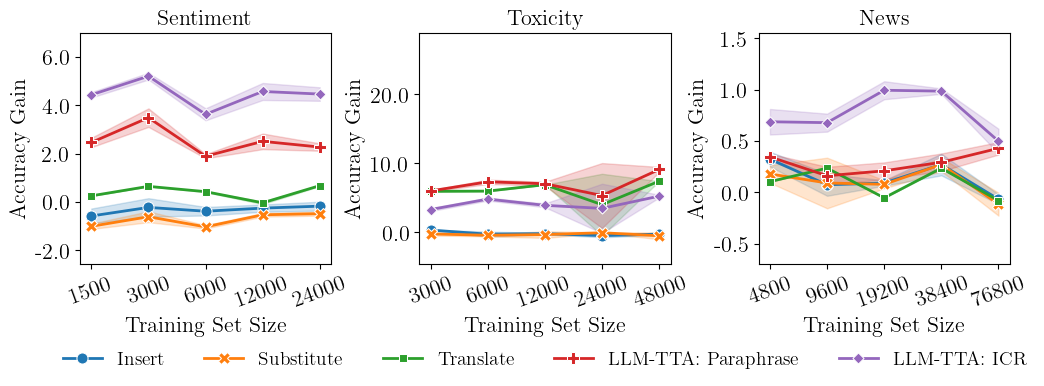 Sentiment
Toxicity
News
Accuracy Gain
6.0
4.0
2.0
0.0
-2.0
1500
3000
6000
12000
24000
Training Set Size
Accuracy Gain
20.0
10.0
0.0
3000
6000
12000
24000
48000
Training Set Size
Accuracy Gain
1.5
1.0
0.5
0.0
-0.5
4800
9600
19200
38400
76800
Training Set Size
Insert
Substitute
Translate
LLM-TTA: Paraphrase
LLM-TTA: ICR